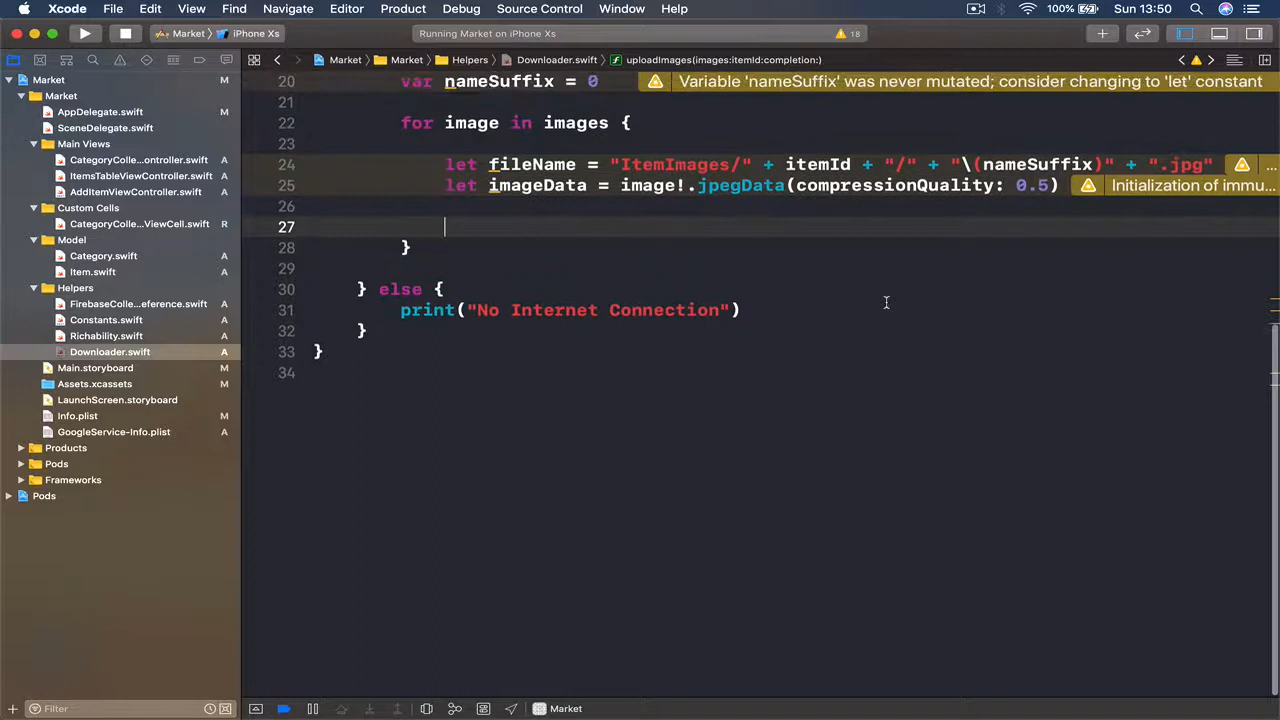 Xcode File Edit View Find Navigate Editor Product Debug Source Control Window Help 100% Sun 13:50
Market iPhone Xs Running Market on iPhone Xs 18
Market Market Helpers Downloader.swift uploadImages(images:itemId:completion:)
Market M
Market
AppDelegate.swift M
SceneDelegate.swift
Main Views
CategoryColle...ontroller.swift A
ItemsTableViewController.swift A
AddItemViewController.swift A
Custom Cells
CategoryColle...ViewCell.swift R
Model
Category.swift A
Item.swift A
Helpers
FirebaseColle...eference.swift A
Constants.swift A
Richability.swift A
Downloader.swift A
Main.storyboard M
Assets.xcassets M
LaunchScreen.storyboard
Info.plist M
GoogleService-Info.plist A
Products
Pods
Frameworks
Pods
Filter
20 var nameSuffix = 0 Variable 'nameSuffix' was never mutated; consider changing to 'let' constant
21
22 for image in images {
23
24 let fileName = "ItemImages/" + itemId + "/" + "\(nameSuffix)" + ".jpg" ...
25 let imageData = image!.jpegData(compressionQuality: 0.5) Initialization of immu...
26
27
28 }
29
30 } else {
31 print("No Internet Connection")
32 }
33 }
34
Market